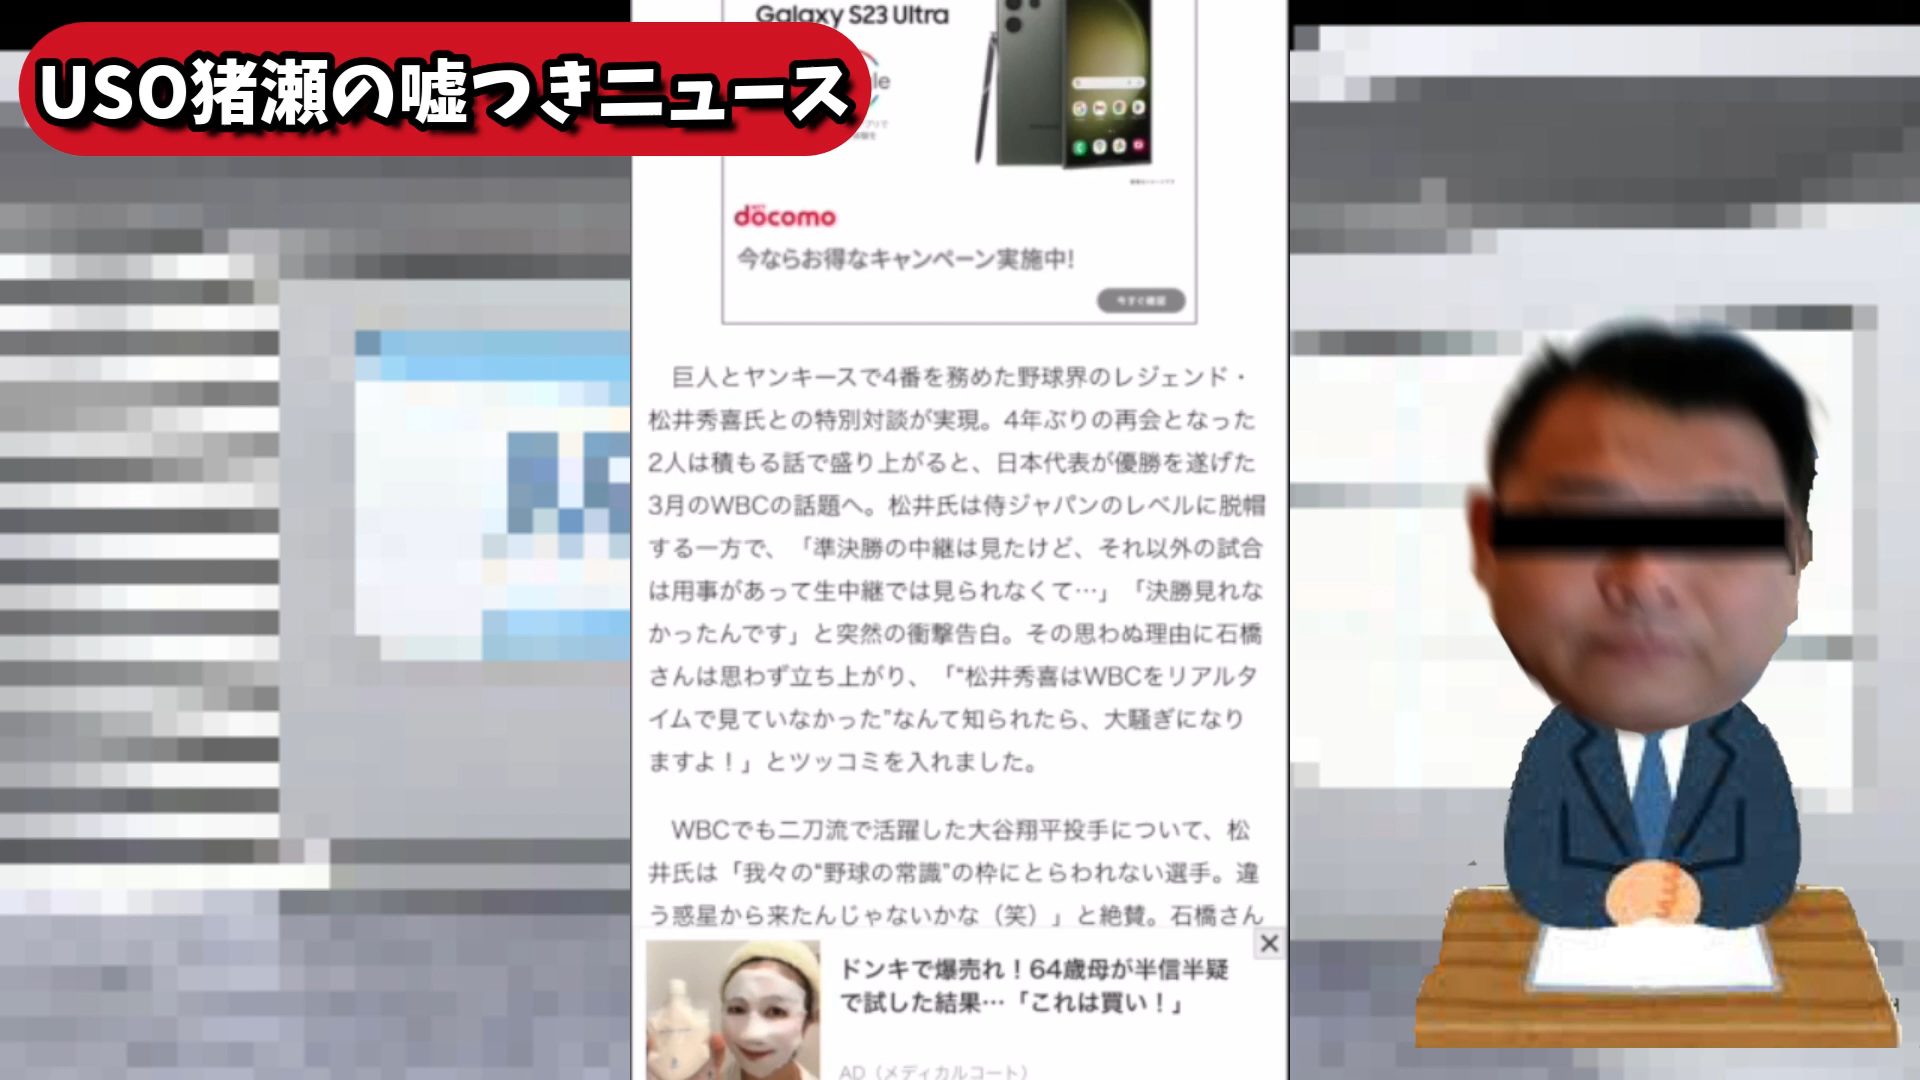 USO猪瀬の嘘つきニュース
Galaxy S23 Ultra
döcomo
今ならお得なキャンペーン実施中!
今すぐ確認
　巨人とヤンキースで4番を務めた野球界のレジェンド・
松井秀喜氏との特別対談が実現。4年ぶりの再会となった
2人は積もる話で盛り上がると、日本代表が優勝を遂げた
3月のWBCの話題へ。松井氏は侍ジャパンのレベルに脱帽
する一方で、「準決勝の中継は見たけど、それ以外の試合
は用事があって生中継では見られなくて…」「決勝見れな
かったんです」と突然の衝撃告白。その思わぬ理由に石橋
さんは思わず立ち上がり、「“松井秀喜はWBCをリアルタ
イムで見ていなかった”なんて知られたら、大騒ぎになり
ますよ！」とツッコミを入れました。
　WBCでも二刀流で活躍した大谷翔平投手について、松
井氏は「我々の“野球の常識”の枠にとらわれない選手。違
う惑星から来たんじゃないかな（笑）」と絶賛。石橋さん
ドンキで爆売れ！64歳母が半信半疑
で試した結果…「これは買い！」
AD（メディカルコート）